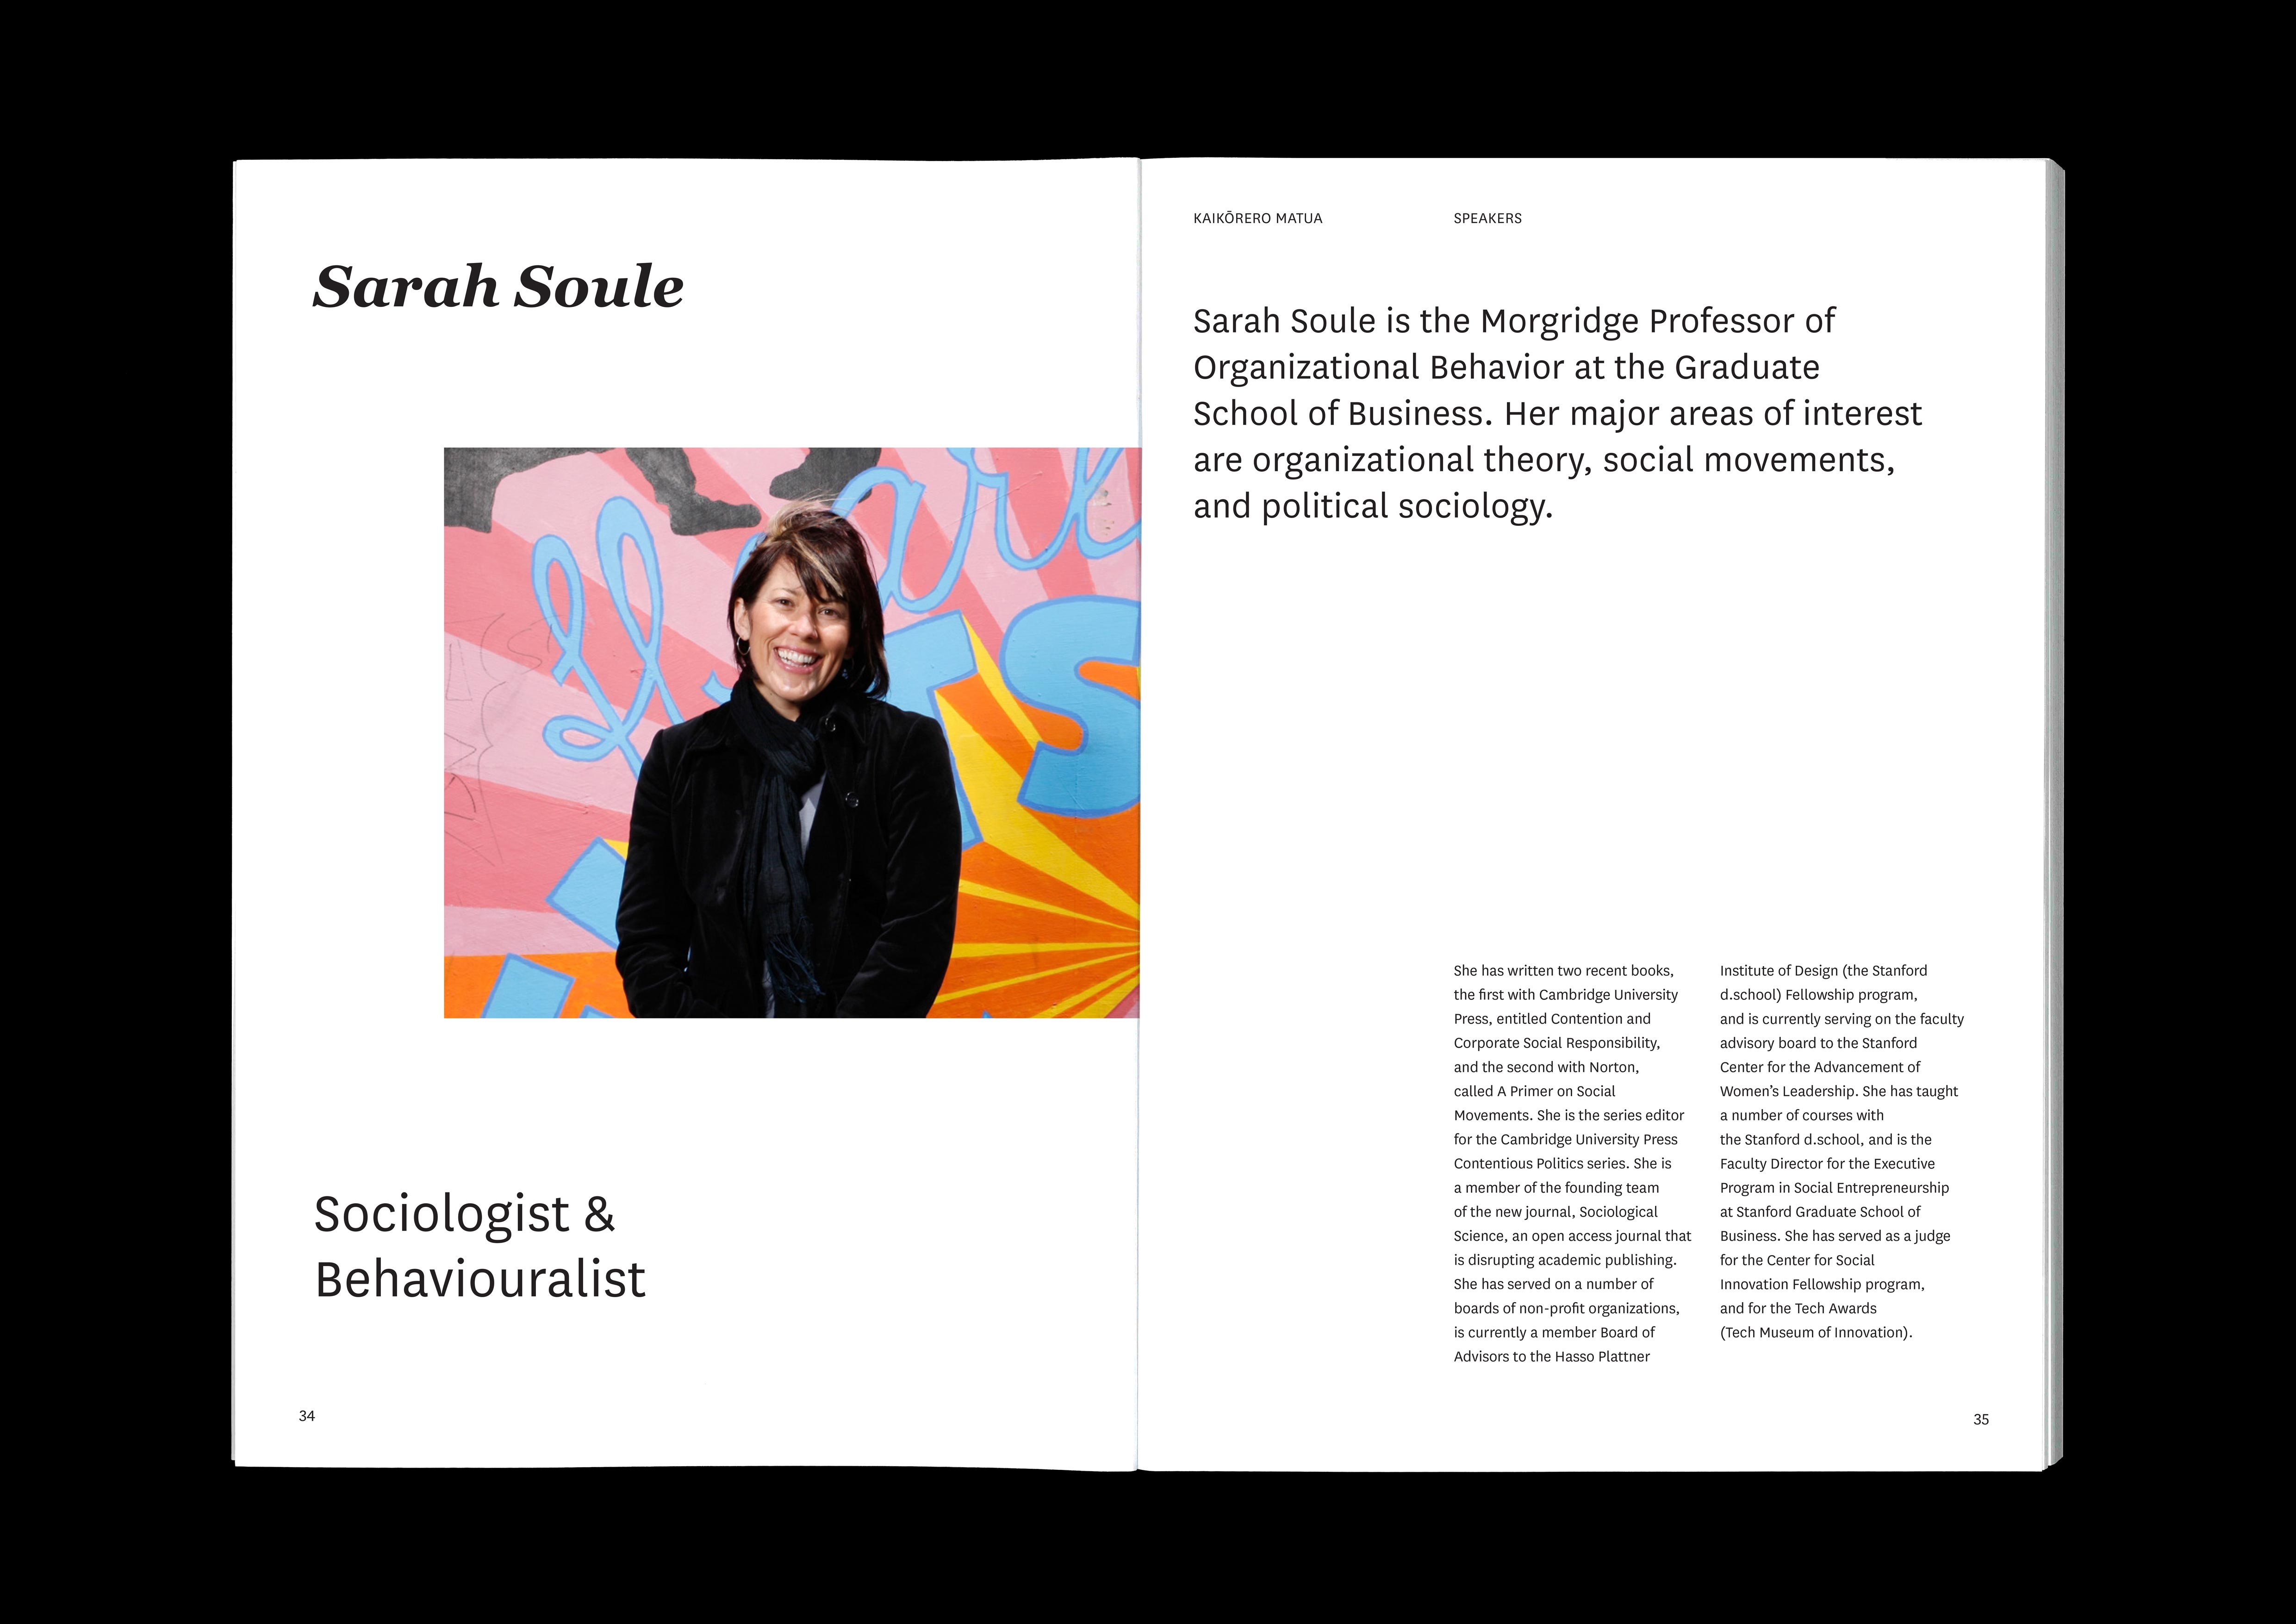 Sarah Soule
Sociologist &
Behaviouralist
34
KAIKŌRERO MATUA
SPEAKERS
Sarah Soule is the Morgridge Professor of
Organizational Behavior at the Graduate
School of Business. Her major areas of interest
are organizational theory, social movements,
and political sociology.
She has written two recent books,
the first with Cambridge University
Press, entitled Contention and
Corporate Social Responsibility,
and the second with Norton,
called A Primer on Social
Movements. She is the series editor
for the Cambridge University Press
Contentious Politics series. She is
a member of the founding team
of the new journal, Sociological
Science, an open access journal that
is disrupting academic publishing.
She has served on a number of
boards of non-profit organizations,
is currently a member Board of
Advisors to the Hasso Plattner
Institute of Design (the Stanford
d.school) Fellowship program,
and is currently serving on the faculty
advisory board to the Stanford
Center for the Advancement of
Women’s Leadership. She has taught
a number of courses with
the Stanford d.school, and is the
Faculty Director for the Executive
Program in Social Entrepreneurship
at Stanford Graduate School of
Business. She has served as a judge
for the Center for Social
Innovation Fellowship program,
and for the Tech Awards
(Tech Museum of Innovation).
35